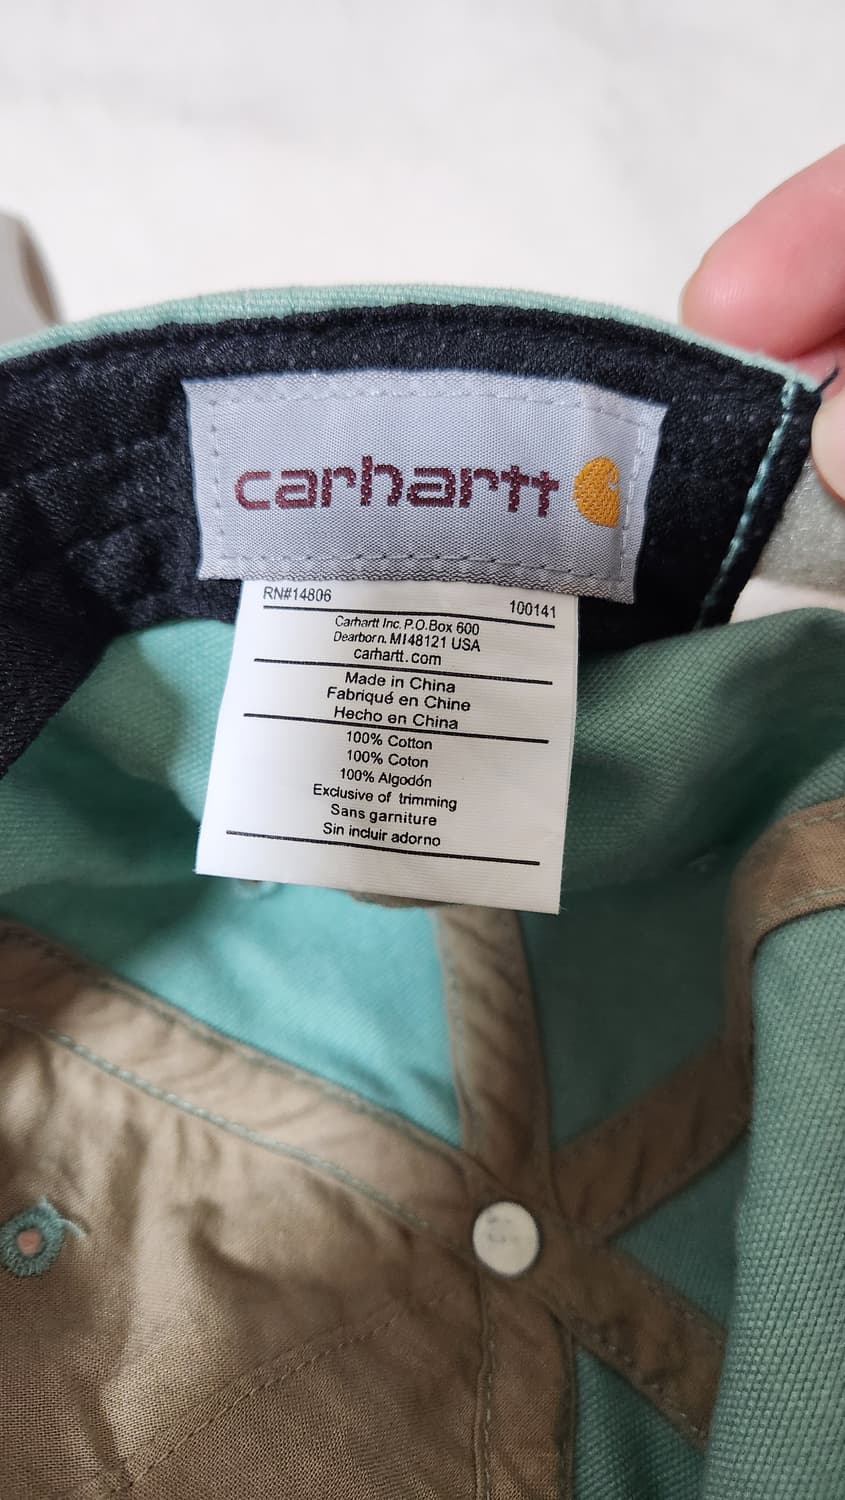 carhartt
RN#14806 100141
Carhartt Inc. P.O.Box 600
Dearborn. MI48121 USA
carhartt.com
Made in China
Fabriqué en Chine
Hecho en China
100% Cotton
100% Coton
100% Algodón
Exclusive of trimming
Sans garniture
Sin incluir adorno